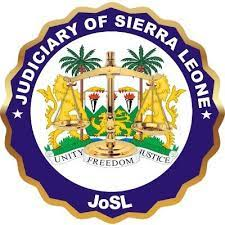 JUDICIARY OF SIERRA LEONE
UNITY FREEDOM JUSTICE
JoSL